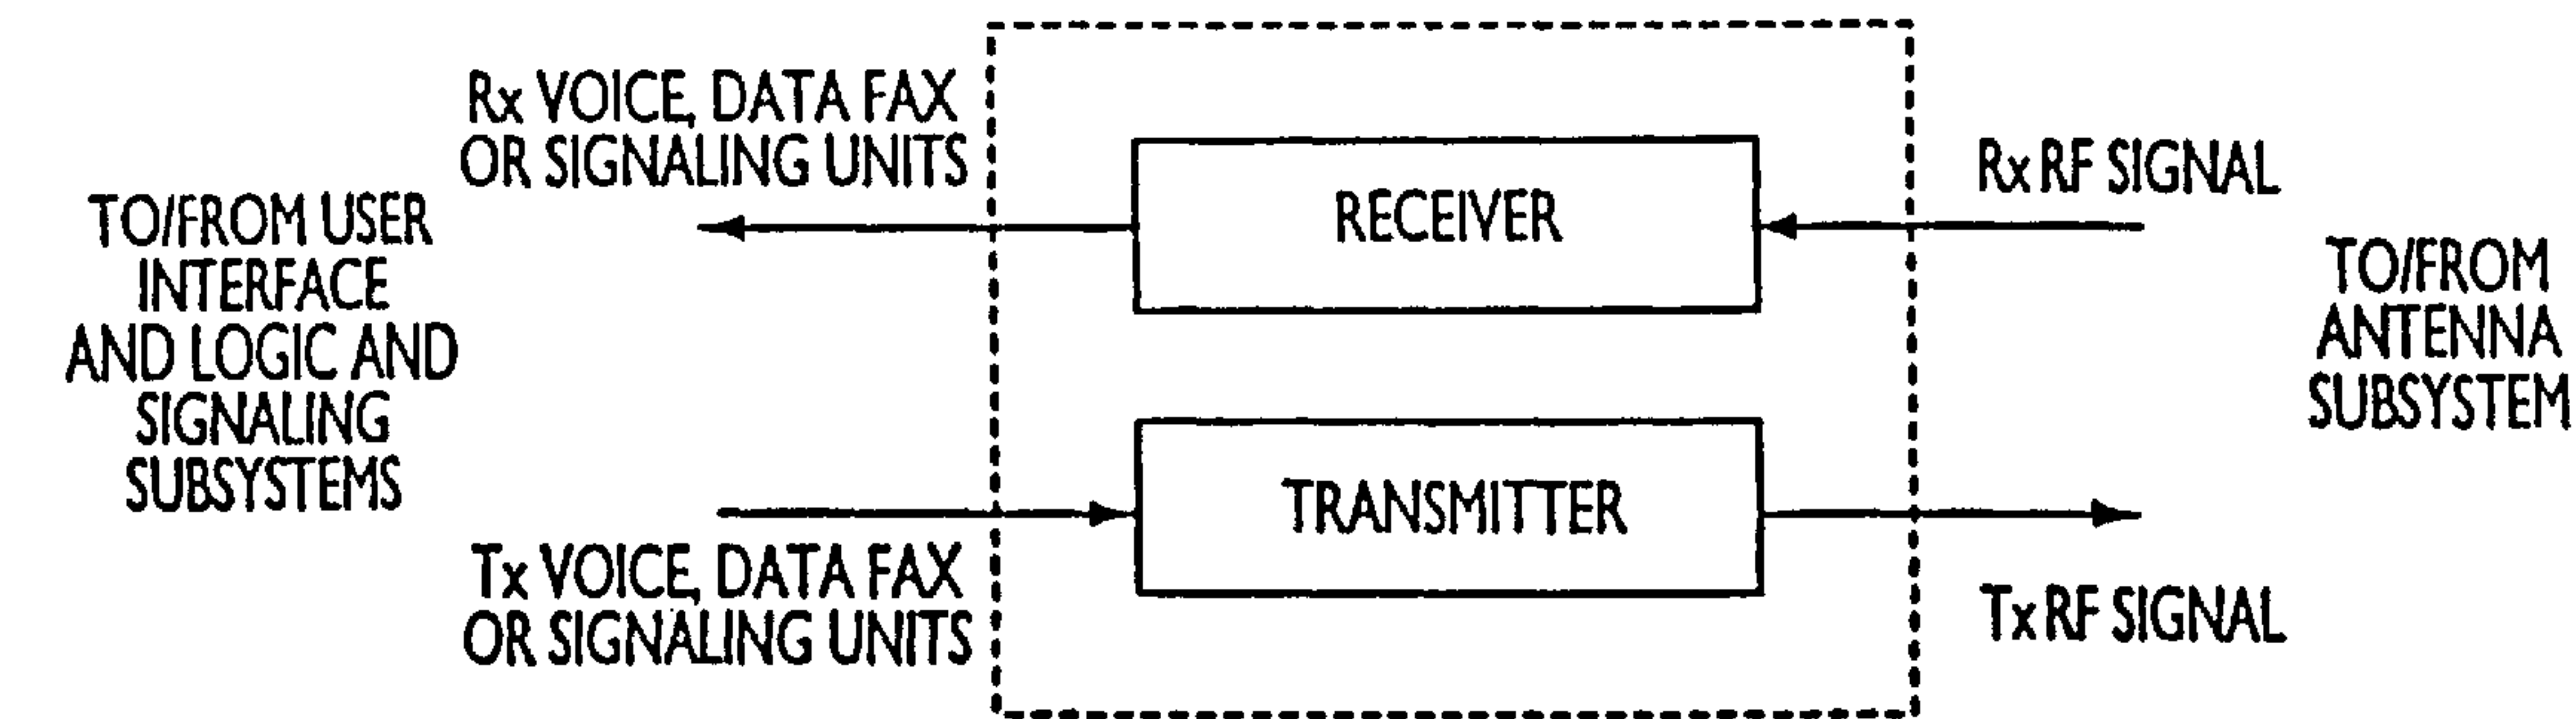 Rx VOICE, DATA FAX
OR SIGNALING UNITS
TO/FROM USER
INTERFACE
AND LOGIC AND
SIGNALING
SUBSYSTEMS
RECEIVER
Rx RF SIGNAL
TO/FROM
ANTENNA
SUBSYSTEM
TRANSMITTER
Tx VOICE, DATA FAX
OR SIGNALING UNITS
Tx RF SIGNAL